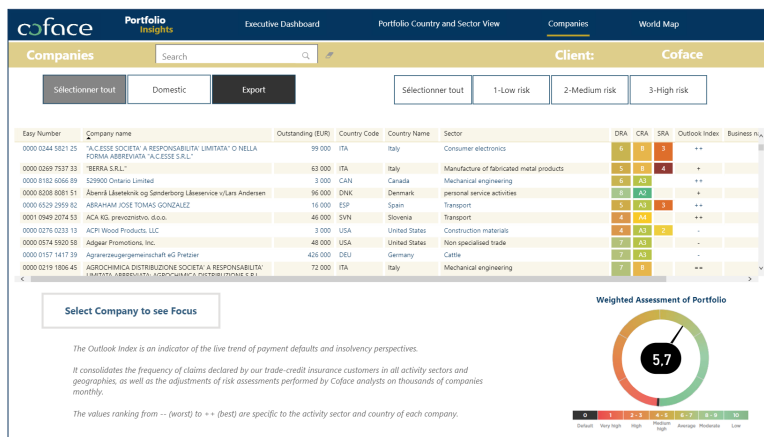 coface
Portfolio
Insights
Executive Dashboard
Portfolio Country and Sector View
Companies
World Map
Companies
Search
Client:
Coface
Sélectionner tout
Domestic
Export
Sélectionner tout
1-Low risk
2-Medium risk
3-High risk
Easy Number Company name Outstanding (EUR) Country Code Country Name Sector DRA CRA SRA Outlook Index Business n
0000 0244 5821 25 "A.C.ESSE SOCIETA' A RESPONSABILITA' LIMITATA" O NELLA 99 000 ITA Italy Consumer electronics 6 B 3 ++
FORMA ABBREVIATA "A.C.ESSE S.R.L."
0000 0269 7537 33 "BERRA S.R.L." 63 000 ITA Italy Manufacture of fabricated metal products 5 B 4 +
0000 8182 6066 89 529900 Ontario Limited 3 000 CAN Canada Mechanical engineering 6 A3 ++
0000 8208 8081 51 Åbenrå Låseteknik og Sønderborg Låseservice v/Lars Andersen 96 000 DNK Denmark personal service activities 8 A2 +
0000 6529 2959 82 ABRAHAM JOSE TOMAS GONZALEZ 16 000 ESP Spain Transport 5 A3 3 ++
0001 0949 2074 53 ACA KG. prevoznistvo, d.o.o. 46 000 SVN Slovenia Transport 4 A4 ++
0000 0276 0233 13 ACPI Wood Products, LLC 3 000 USA United States Construction materials 4 A3 2 -
0000 0574 5920 58 Adgear Promotions, Inc. 48 000 USA United States Non specialised trade 7 A3 -
0000 0157 1417 39 Agrarerzeugergemeinschaft eG Pretzier 426 000 DEU Germany Cattle 7 A3 -
0000 0219 1806 45 AGROCHIMICA DISTRIBUZIONE SOCIETA' A RESPONSABILITA' 72 000 ITA Italy Mechanical engineering 7 B ==
LIMITATA ABBREVIATA: AGROCHIMICA DISTRIBUZIONE S.R.L.
Select Company to see Focus
The Outlook Index is an indicator of the live trend of payment defaults and insolvency perspectives.
It consolidates the frequency of claims declared by our trade-credit insurance customers in all activity sectors and
geographies, as well as the adjustments of risk assessments performed by Coface analysts on thousands of companies
monthly.
The values ranking from -- (worst) to ++ (best) are specific to the activity sector and country of each company.
Weighted Assessment of Portfolio
5,7
0 1 2 - 3 4 - 5 6 - 7 8 - 9 10
Default Very high High Medium high Average Moderate Low